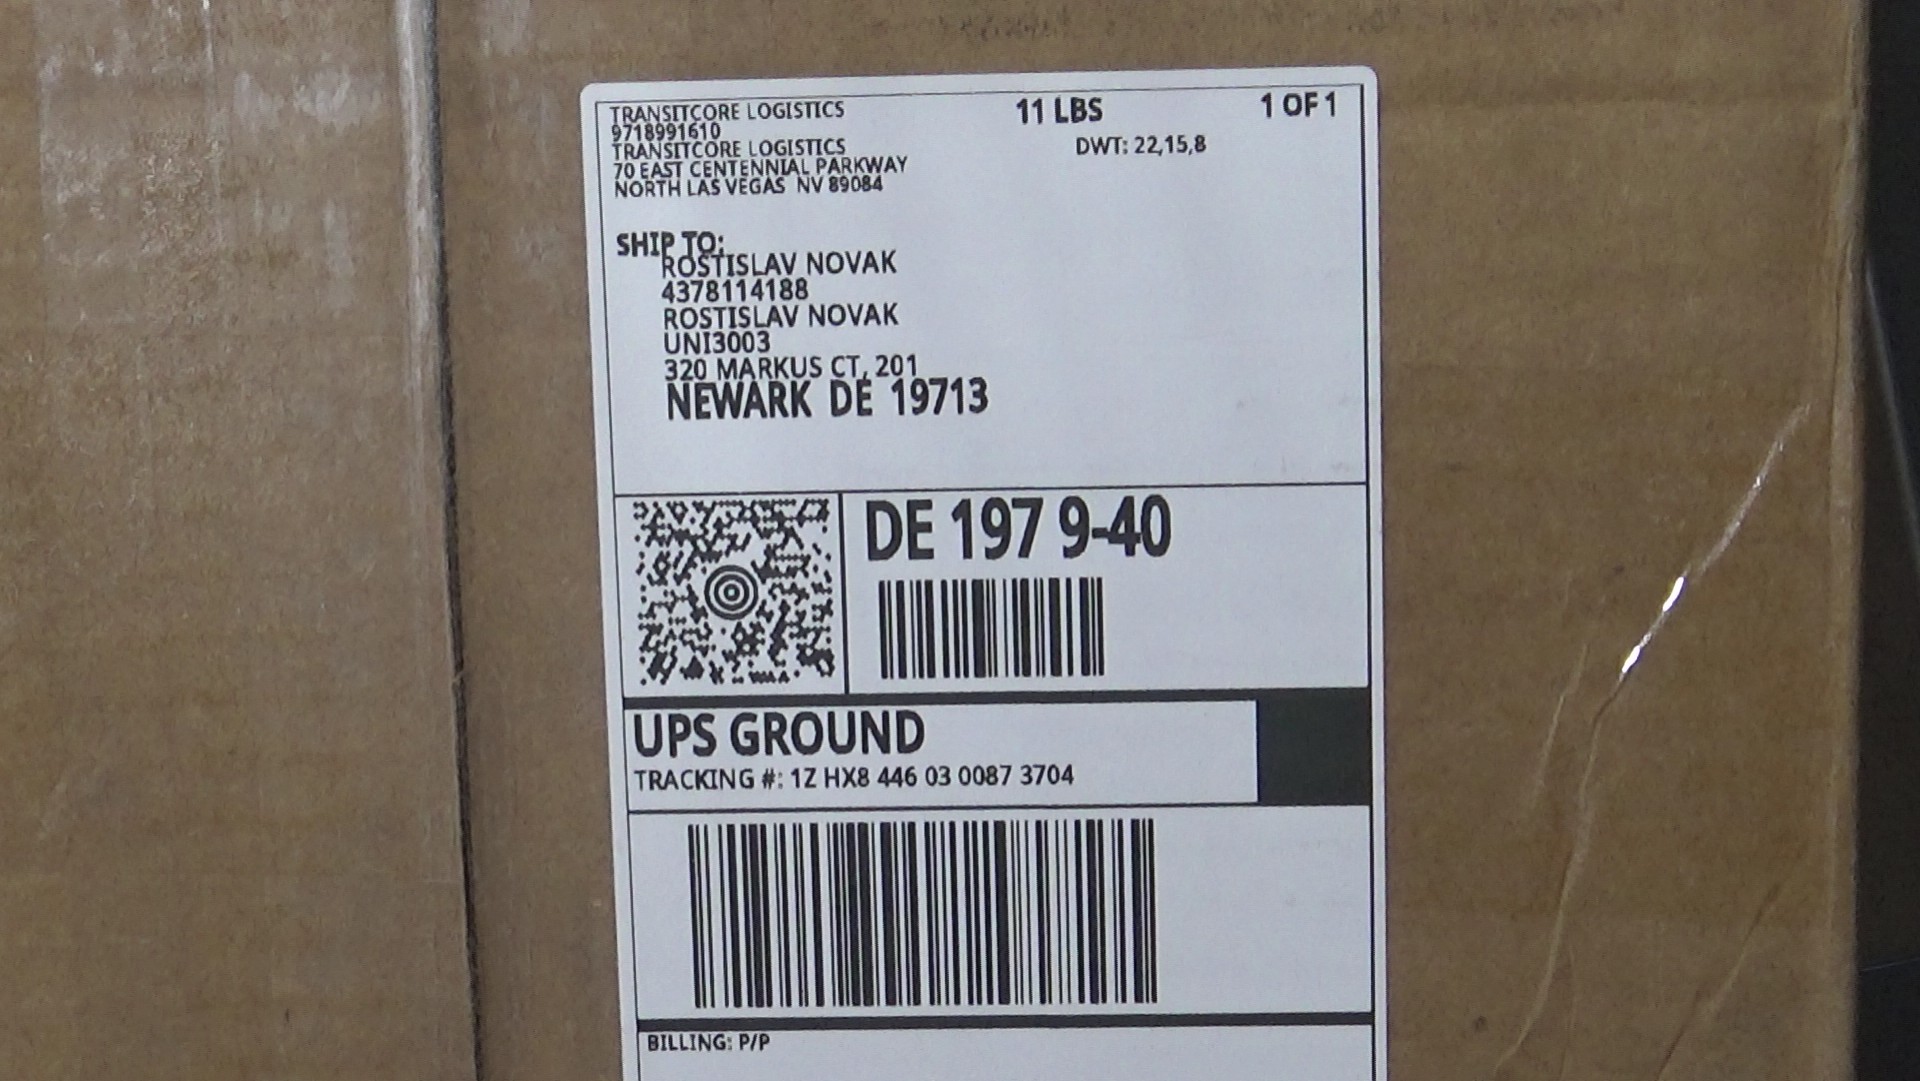 TRANSITCORE LOGISTICS
9718991610
TRANSITCORE LOGISTICS
70 EAST CENTENNIAL PARKWAY
NORTH LAS VEGAS NV 89084
11 LBS
1 OF 1
DWT: 22,15,8
SHIP TO:
ROSTISLAV NOVAK
4378114188
ROSTISLAV NOVAK
UNI3003
320 MARKUS CT, 201
NEWARK DE 19713
DE 197 9-40
UPS GROUND
TRACKING #: 1Z HX8 446 03 0087 3704
BILLING: P/P